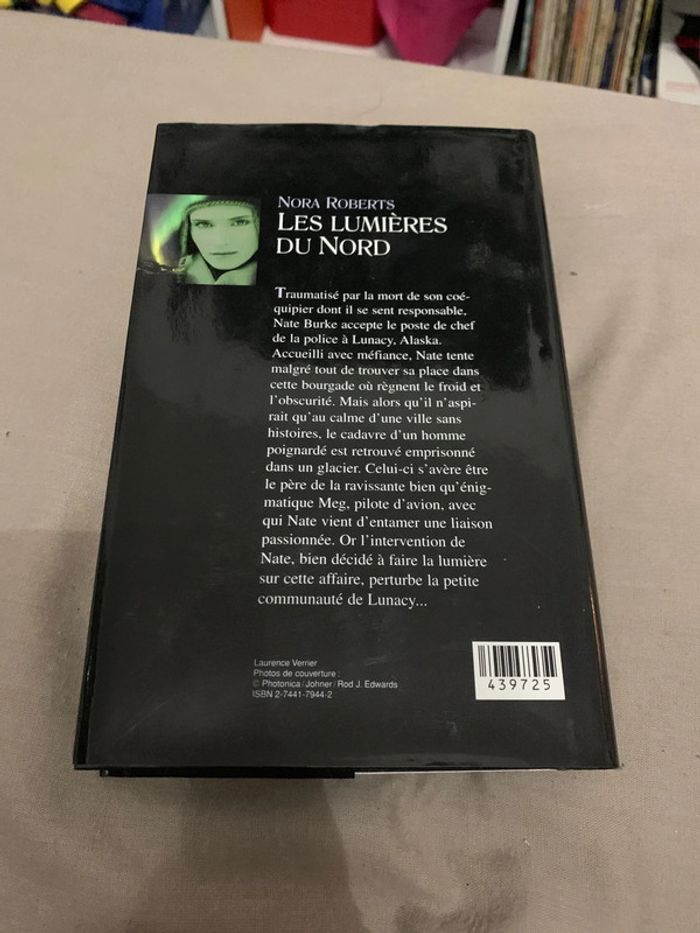 NORA ROBERTS
LES LUMIÈRES
DU NORD
Traumatisé par la mort de son coé-
quipier dont il se sent responsable,
Nate Burke accepte le poste de chef
de la police à Lunacy, Alaska.
Accueilli avec méfiance, Nate tente
malgré tout de trouver sa place dans
cette bourgade où règnent le froid et
l'obscurité. Mais alors qu'il n'aspi-
rait qu'au calme d'une ville sans
histoires, le cadavre d'un homme
poignardé est retrouvé emprisonné
dans un glacier. Celui-ci s'avère être
le père de la ravissante bien qu'énig-
matique Meg, pilote d'avion, avec
qui Nate vient d'entamer une liaison
passionnée. Or l'intervention de
Nate, bien décidé à faire la lumière
sur cette affaire, perturbe la petite
communauté de Lunacy...
Laurence Verrier
Photos de couverture :
© Photonica / Johner / Rod J. Edwards
ISBN 2-7441-7944-2
439725